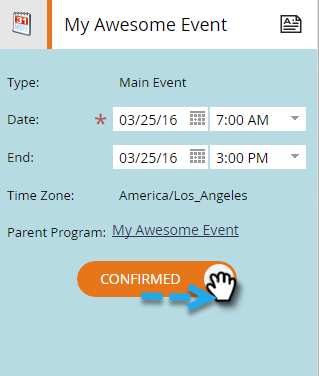 31
My Awesome Event
Type: Main Event
Date: * 03/25/16 7:00 AM
End: 03/25/16 3:00 PM
Time Zone: America/Los_Angeles
Parent Program: My Awesome Event
CONFIRMED